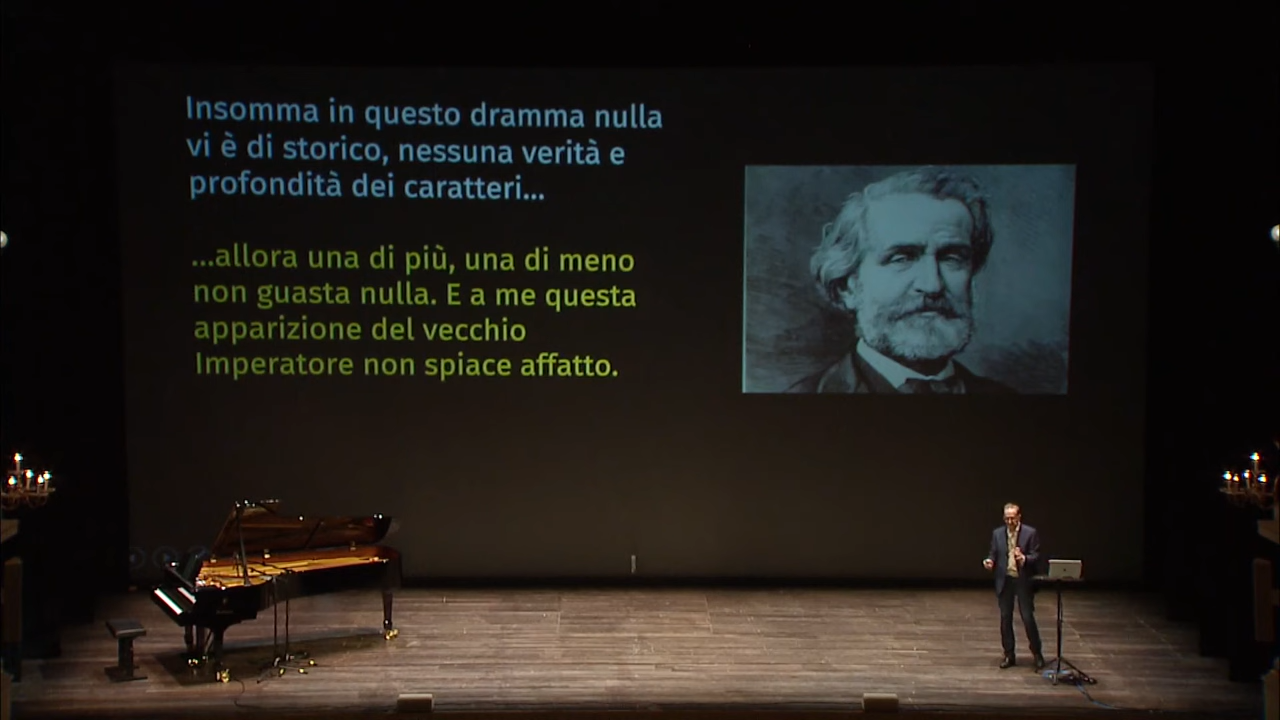 Insomma in questo dramma nulla
vi è di storico, nessuna verità e
profondità dei caratteri...
...allora una di più, una di meno
non guasta nulla. E a me questa
apparizione del vecchio
Imperatore non spiace affatto.